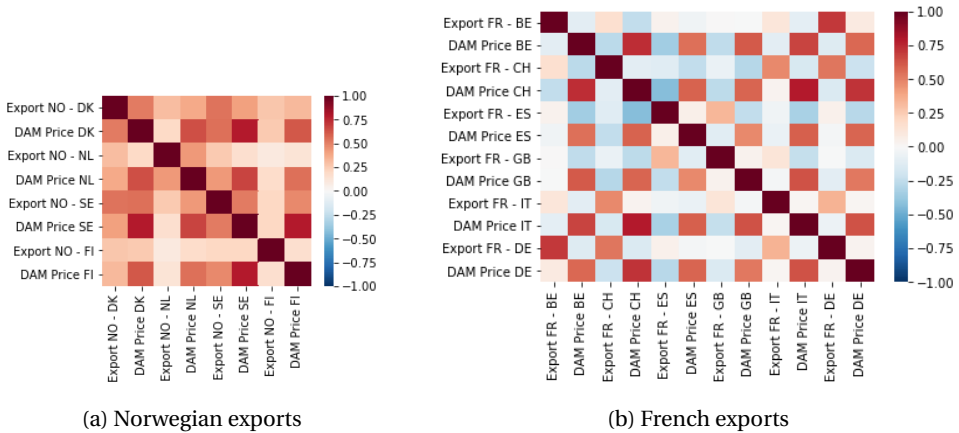 Export NO - DK
DAM Price DK
Export NO - NL
DAM Price NL
Export NO - SE
DAM Price SE
Export NO - FI
DAM Price FI
Export NO - DK
DAM Price DK
Export NO - NL
DAM Price NL
Export NO - SE
DAM Price SE
Export NO - FI
DAM Price FI
1.00
0.75
0.50
0.25
0.00
−0.25
−0.50
−0.75
−1.00
(a) Norwegian exports
Export FR - BE
DAM Price BE
Export FR - CH
DAM Price CH
Export FR - ES
DAM Price ES
Export FR - GB
DAM Price GB
Export FR - IT
DAM Price IT
Export FR - DE
DAM Price DE
Export FR - BE
DAM Price BE
Export FR - CH
DAM Price CH
Export FR - ES
DAM Price ES
Export FR - GB
DAM Price GB
Export FR - IT
DAM Price IT
Export FR - DE
DAM Price DE
1.00
0.75
0.50
0.25
0.00
−0.25
−0.50
−0.75
−1.00
(b) French exports